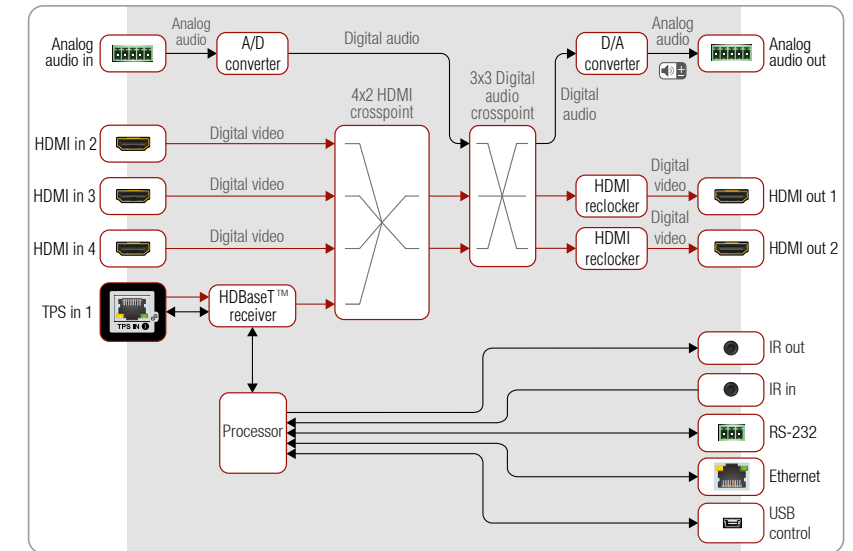 Analog
audio in
Analog
audio
A/D
converter
Digital audio
D/A
converter
Analog
audio
Analog
audio out
4x2 HDMI
crosspoint
3x3 Digital
audio
crosspoint
Digital
audio
HDMI in 2
Digital video
HDMI in 3
Digital video
HDMI in 4
Digital video
HDMI
reclocker
Digital
video
HDMI out 1
HDMI
reclocker
Digital
video
HDMI out 2
TPS in 1
TPS IN 1
HDBaseT™
receiver
Processor
IR out
IR in
RS-232
Ethernet
USB
control